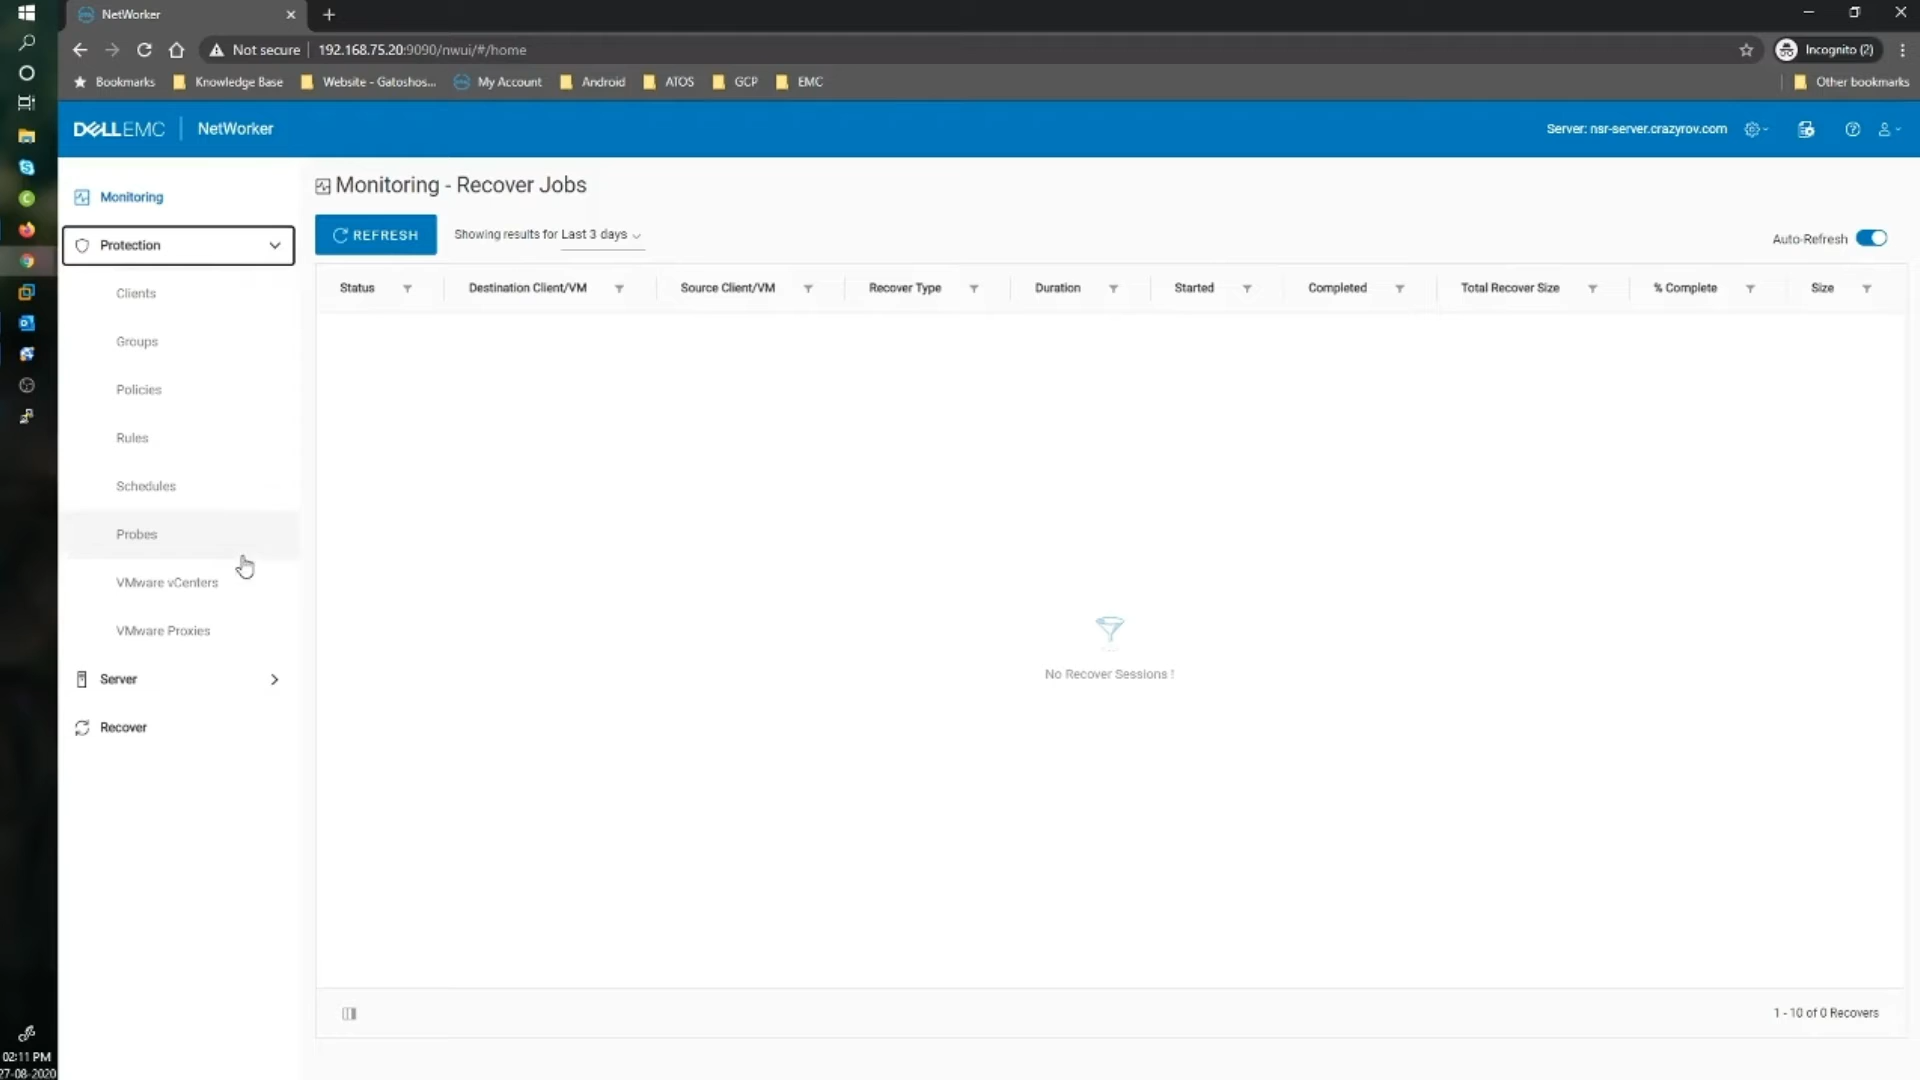 NetWorker
Not secure
192.168.75.20:9090/nwui/#/home
Incognito (2)
Bookmarks
Knowledge Base
Website - Gatoshos...
My Account
Android
ATOS
GCP
EMC
Other bookmarks
DELLEMC
NetWorker
Server: nsr-server.crazyrov.com
Monitoring
Protection
Clients
Groups
Policies
Rules
Schedules
Probes
VMware vCenters
VMware Proxies
Server
Recover
Monitoring - Recover Jobs
REFRESH
Showing results for Last 3 days
Auto-Refresh
Status
Destination Client/VM
Source Client/VM
Recover Type
Duration
Started
Completed
Total Recover Size
% Complete
Size
No Recover Sessions !
1 - 10 of 0 Recovers
02:11 PM
27-08-2020